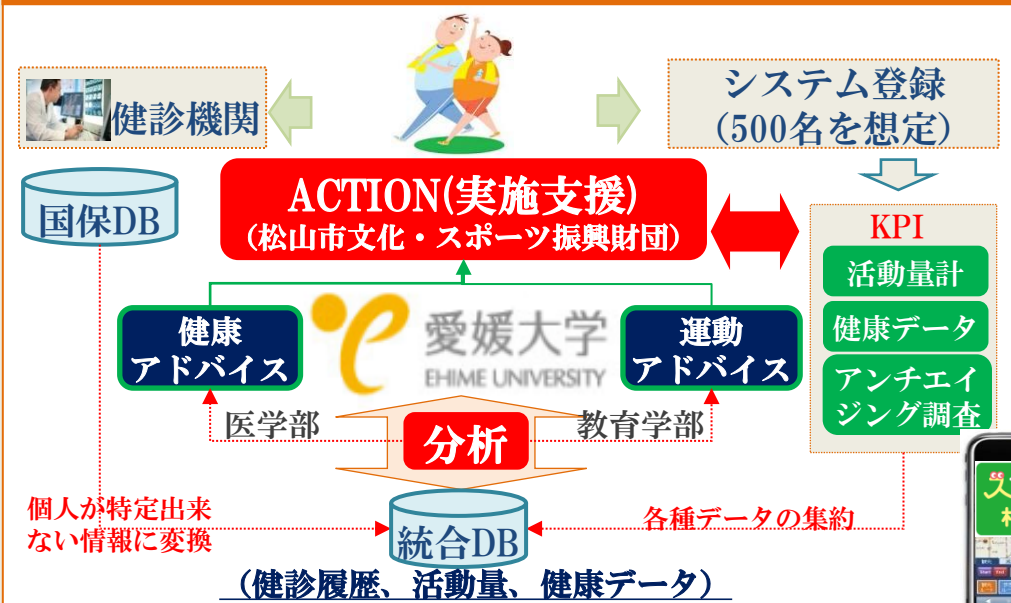 健診機関
システム登録
(500名を想定)
国保DB
ACTION(実施支援)
(松山市文化・スポーツ振興財団)
KPI
活動量計
健康データ
アンチエイ
ジング調査
健康
アドバイス
愛媛大学
EHIME UNIVERSITY
運動
アドバイス
医学部
分析
教育学部
個人が特定出来
ない情報に変換
統合DB
各種データの集約
(健診履歴、活動量、健康データ)